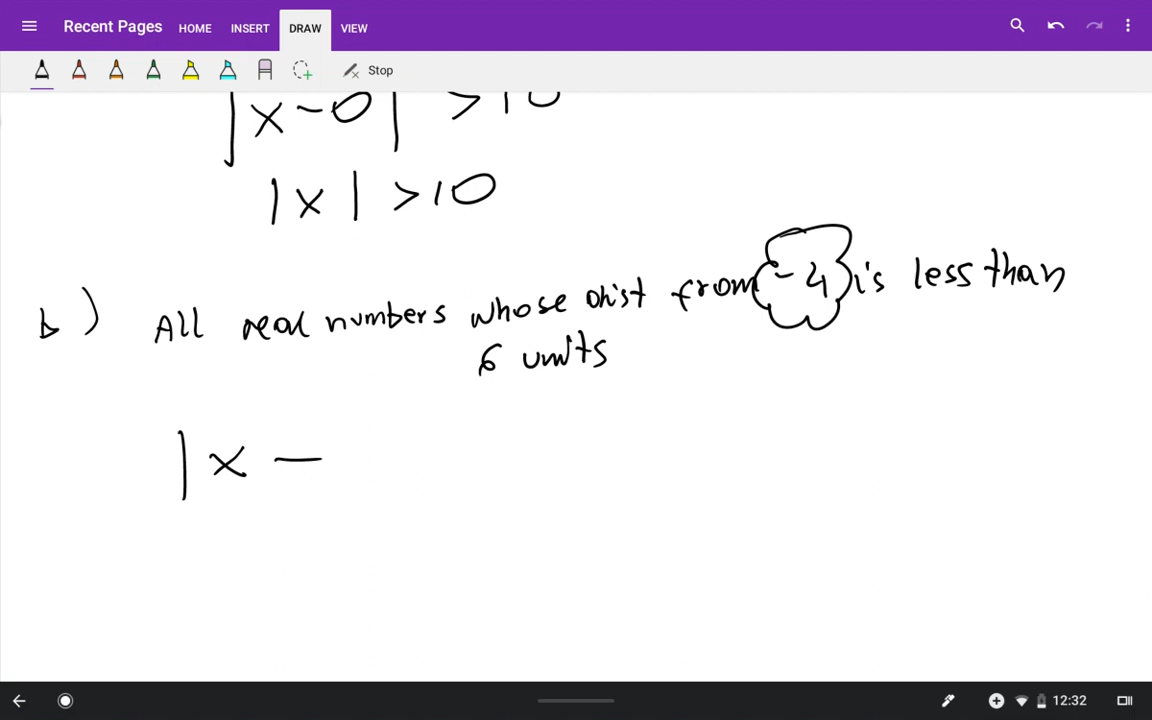 Recent Pages HOME INSERT DRAW VIEW
Stop
|x-0| >10
|x| >10
b) All real numbers whose dist from -4 is less than
6 units
|x -
12:32